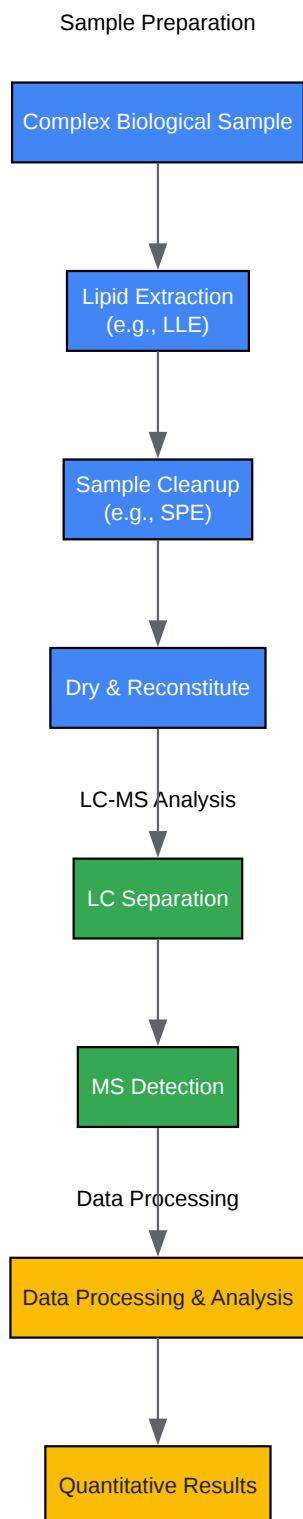 Sample Preparation
Complex Biological Sample
Lipid Extraction
(e.g., LLE)
Sample Cleanup
(e.g., SPE)
Dry & Reconstitute
LC-MS Analysis
LC Separation
MS Detection
Data Processing
Data Processing & Analysis
Quantitative Results